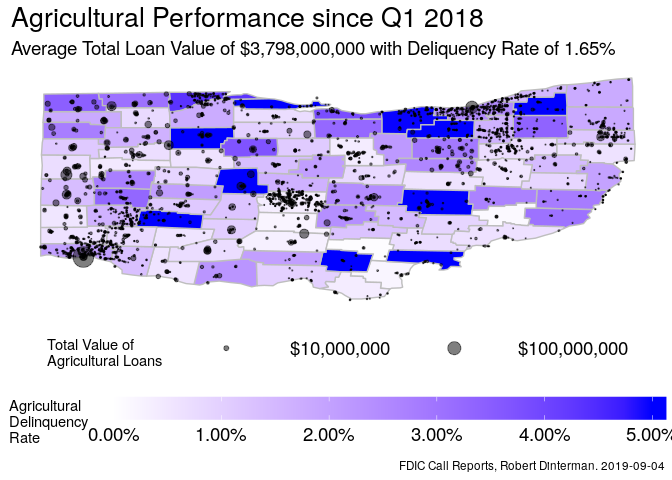 Agricultural Performance since Q1 2018
Average Total Loan Value of $3,798,000,000 with Deliquency Rate of 1.65%
Total Value of
Agricultural Loans
$10,000,000
$100,000,000
Agricultural
Delinquency
Rate
0.00%
1.00%
2.00%
3.00%
4.00%
5.00%
FDIC Call Reports, Robert Dinterman. 2019-09-04